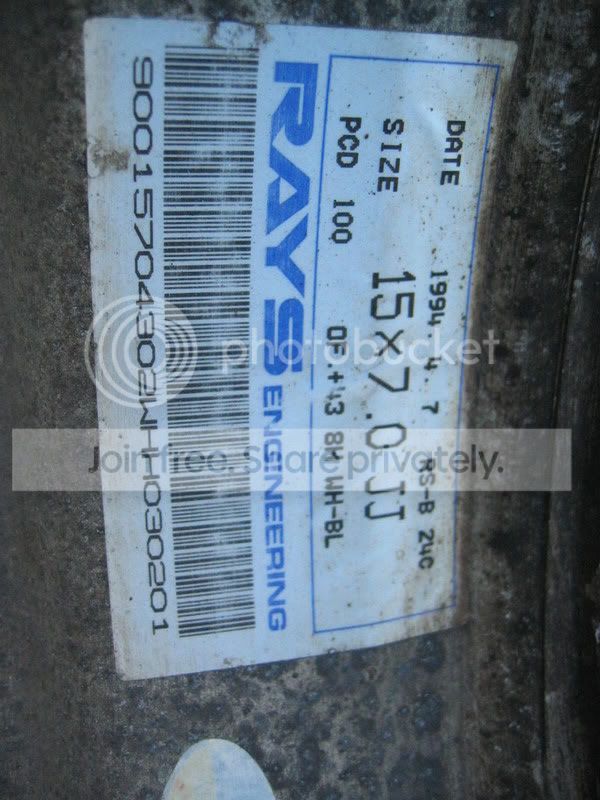 DATE 1994. 4. 7 RS-B 24C
SIZE 15×7.0JJ
PCD 100 OF.+43 8H WH-BL
RAYS ENGINEERING
90015704302WHH030201
photobucket
Join free. Share privately.